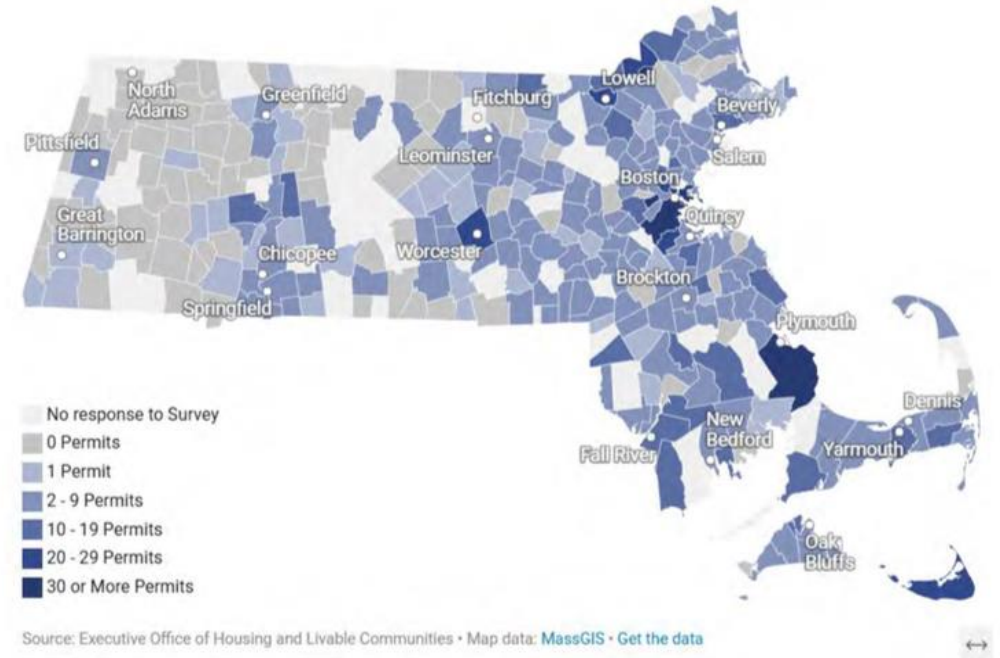 North
Adams
Greenfield
Pittsfield
Great
Barrington
Chicopee
Springfield
Fitchburg
Leominster
Worcester
Lowell
Beverly
Salem
Boston
Quincy
Brockton
Plymouth
Dennis
Yarmouth
New
Bedford
Fall River
Oak
Bluffs
No response to Survey
0 Permits
1 Permit
2 - 9 Permits
10 - 19 Permits
20 - 29 Permits
30 or More Permits
Source: Executive Office of Housing and Livable Communities • Map data: MassGIS • Get the data